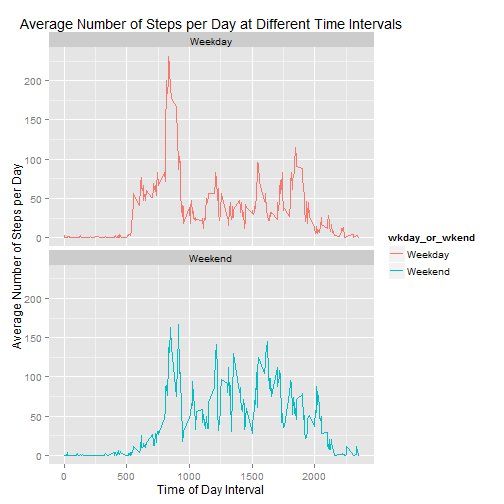 Average Number of Steps per Day at Different Time Intervals
Weekday
200
150
100
50
0
Weekend
200
150
100
50
0
Average Number of Steps per Day
0
500
1000
1500
2000
Time of Day Interval
wkday_or_wkend
Weekday
Weekend